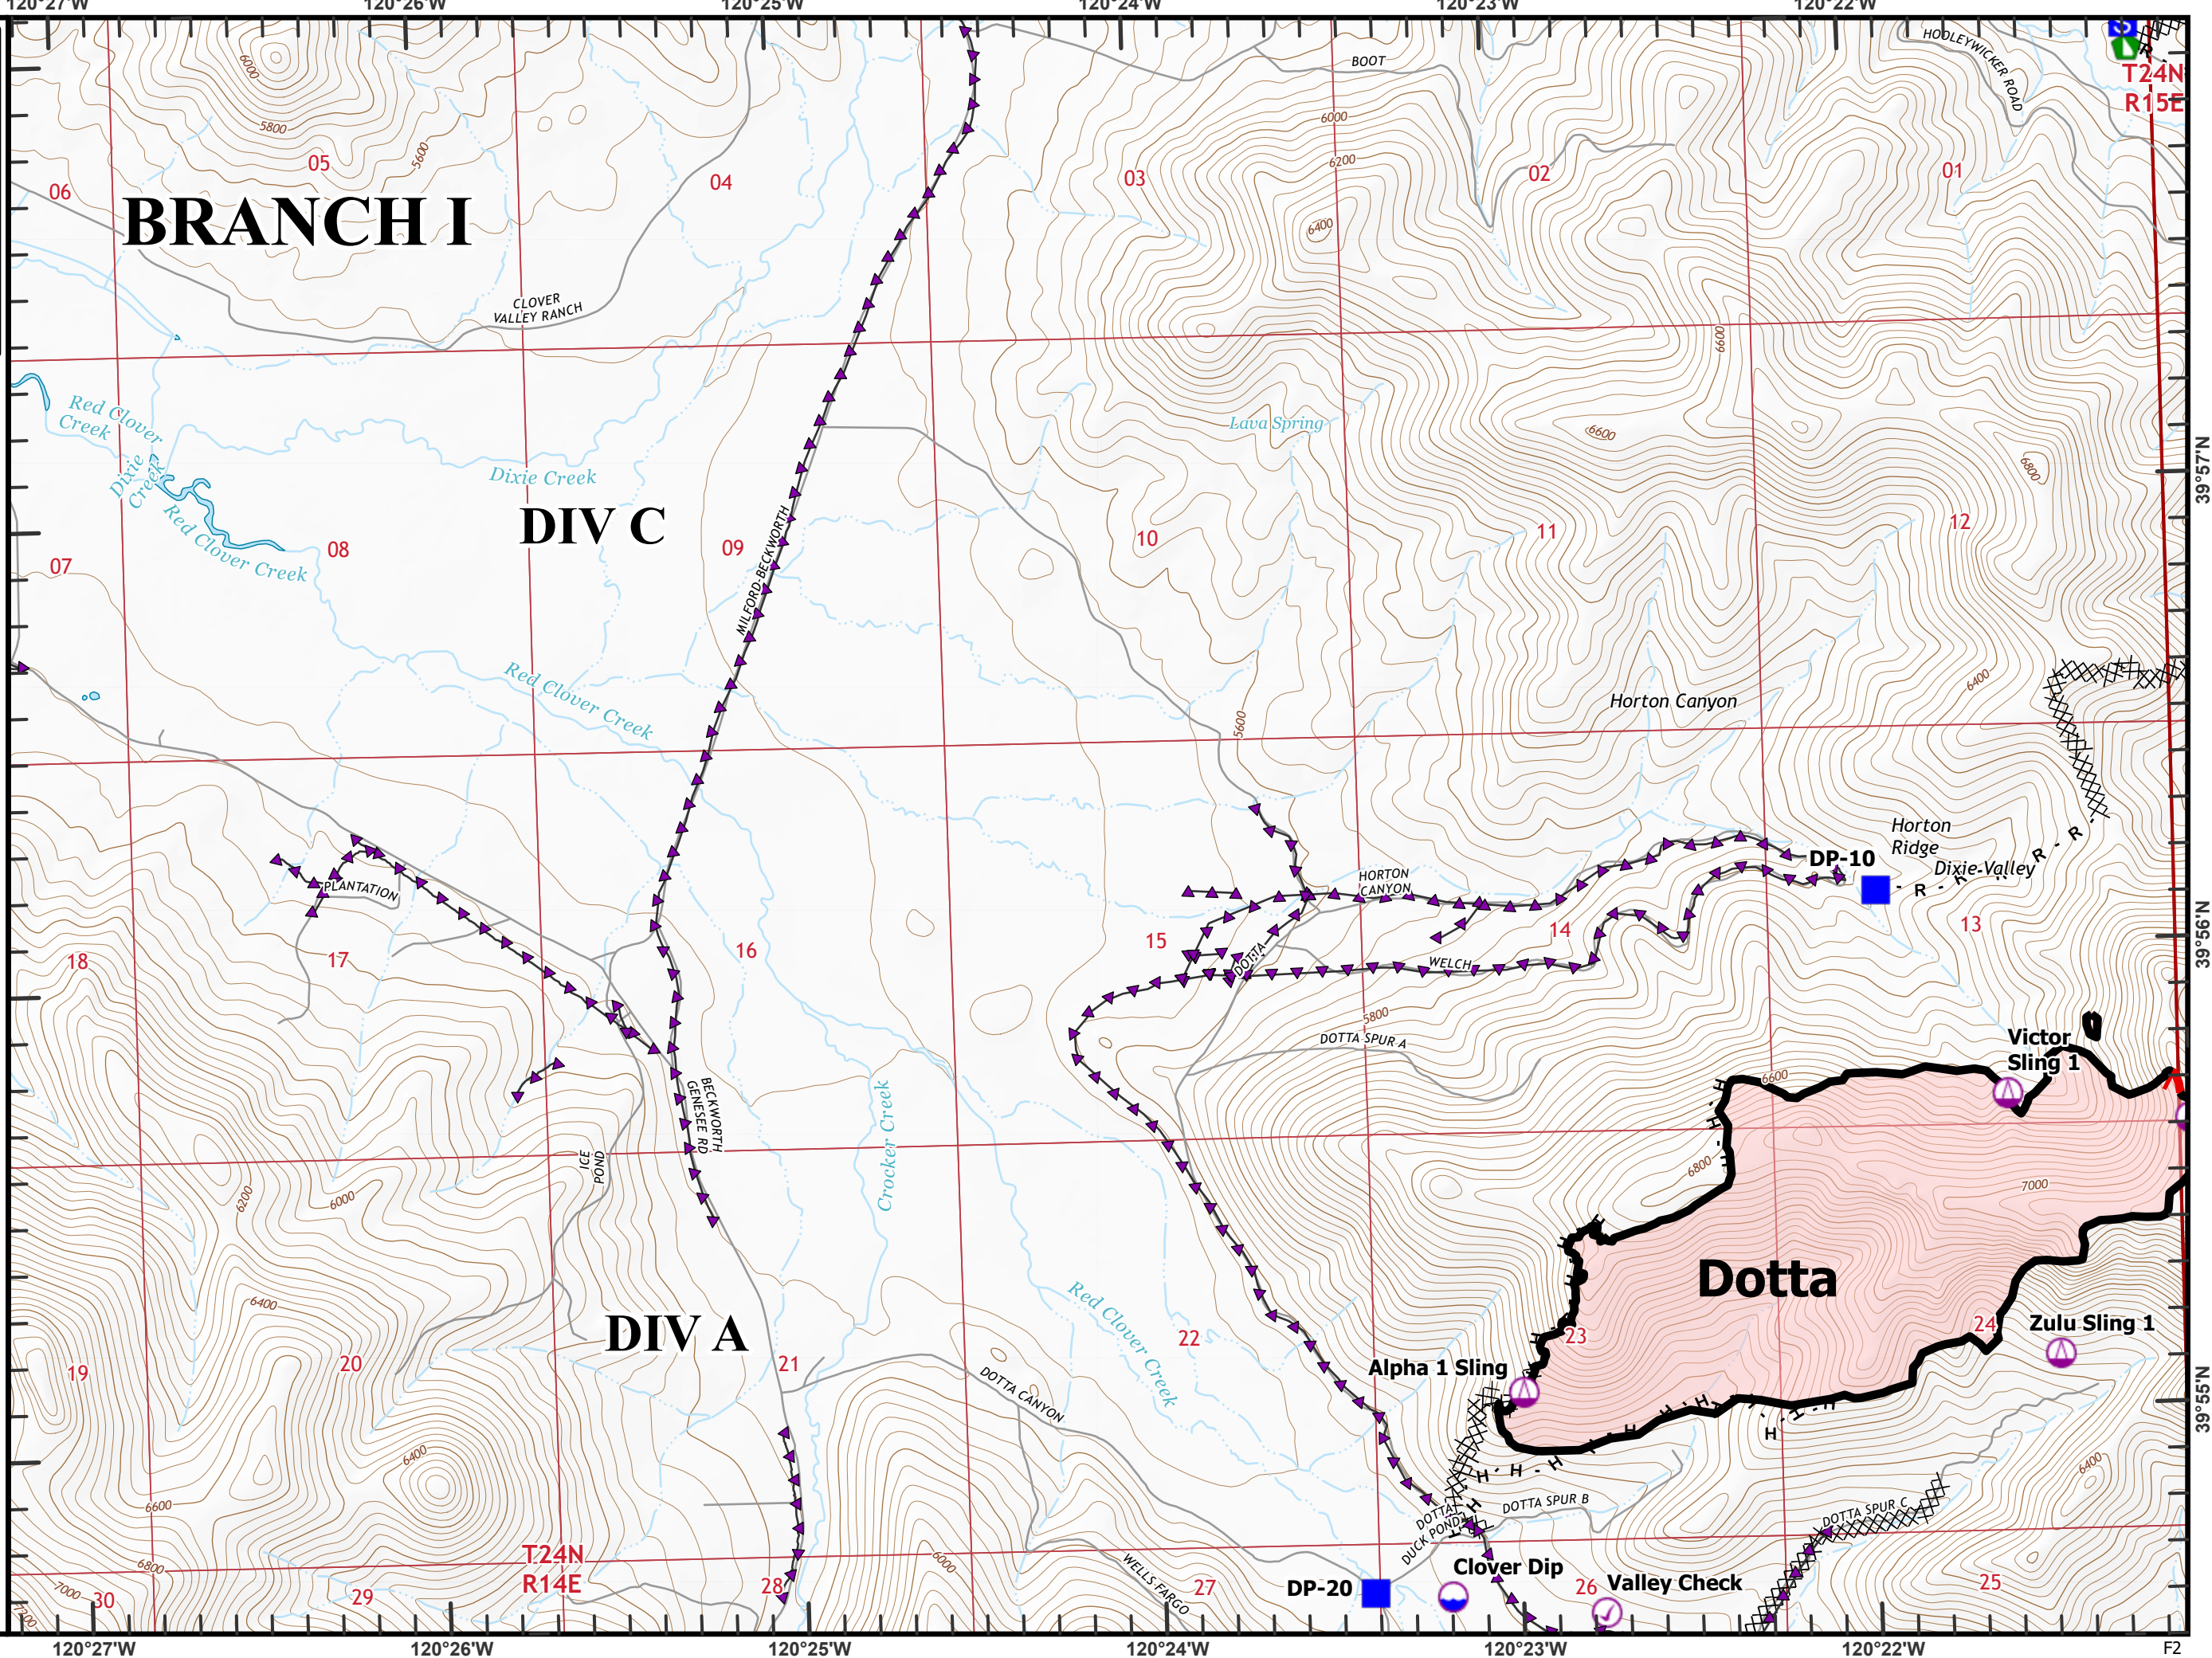 120°27'W 120°26'W 120°25'W 120°24'W 120°23'W 120°22'W
6000
BOOT
HODLEYWICKER ROAD
S
R
T24N
R15E
5800
6000
5600
6200
05
06
04
03
02
01
BRANCH I
6400
CLOVER
VALLEY RANCH
6600
Red Clover
Creek
Lava Spring
6600
6800
39°57'N
Dixie
Creek
Dixie Creek
Red Clover Creek
DIV C
MILFORD-BECKWORTH
07
08
09
10
11
12
Red Clover Creek
5600
Horton Canyon
6400
Horton
Ridge
DP-10
Dixie-Valley
- R - R - R - R - R -
PLANTATION
HORTON
CANYON
18
17
16
15
14
13
DOTTA
WELCH
39°56'N
5800
DOTTA SPUR A
Victor
Sling 1
6600
BECKWORTH
GENESEE RD
Crocker Creek
ICE
POND
6200
6000
6800
7000
6400
DIV A
Red Clover Creek
Dotta
Zulu Sling 1
19
20
21
22
23
24
Alpha 1 Sling
DOTTA CANYON
39°55'N
6400
6600
H - H - H
DOTTA
DUCK POND
DOTTA SPUR B
DOTTA SPUR C
6400
T24N
R14E
6800
7000
7200
6000
WELLS FARGO
DP-20
Clover Dip
Valley Check
30
29
28
27
26
25
120°27'W 120°26'W 120°25'W 120°24'W 120°23'W 120°22'W
F2